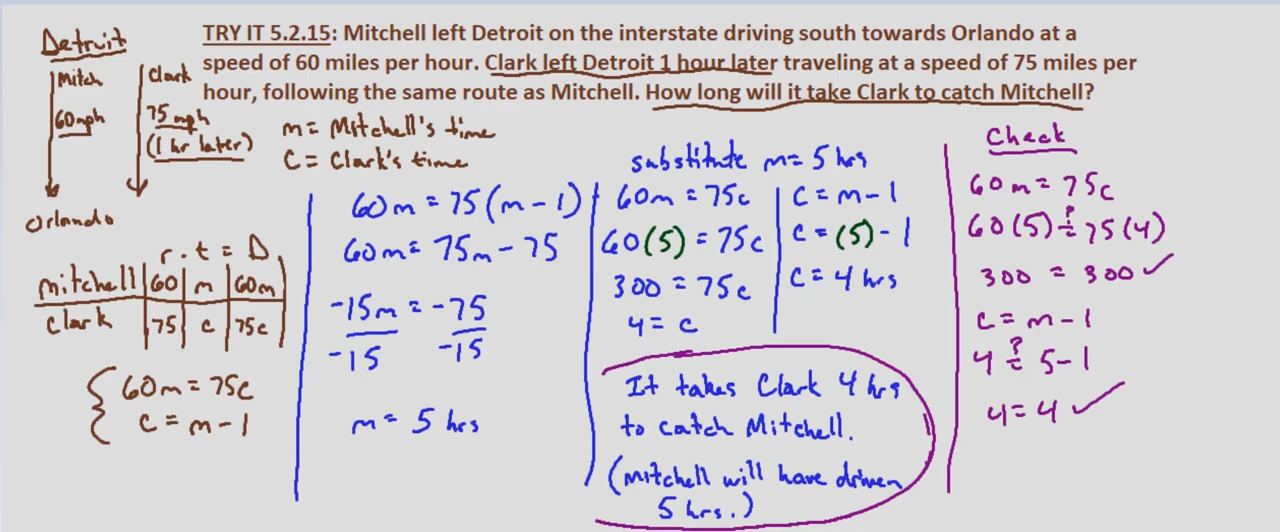 TRY IT 5.2.15: Mitchell left Detroit on the interstate driving south towards Orlando at a
speed of 60 miles per hour. Clark left Detroit 1 hour later traveling at a speed of 75 miles per
hour, following the same route as Mitchell. How long will it take Clark to catch Mitchell?
Detroit
Mitch
60mph
Clark
75 mph
(1 hr later)
Orlando
m = Mitchell's time
C = Clark's time
r . t = D
mitchell 60 m 60m
Clark 75 c 75c
{ 60m = 75c
c = m - 1
60m = 75(m - 1)
60m = 75m - 75
-15m = -75
-15 -15
m = 5 hrs
substitute m = 5 hrs
60m = 75c
60(5) = 75c
300 = 75c
4 = c
c = m - 1
c = (5) - 1
c = 4 hrs
It takes Clark 4 hrs
to catch Mitchell.
(mitchell will have driven
5 hrs.)
Check
60m = 75c
60(5) ≟ 75(4)
300 = 300 ✓
c = m - 1
4 ≟ 5 - 1
4 = 4 ✓